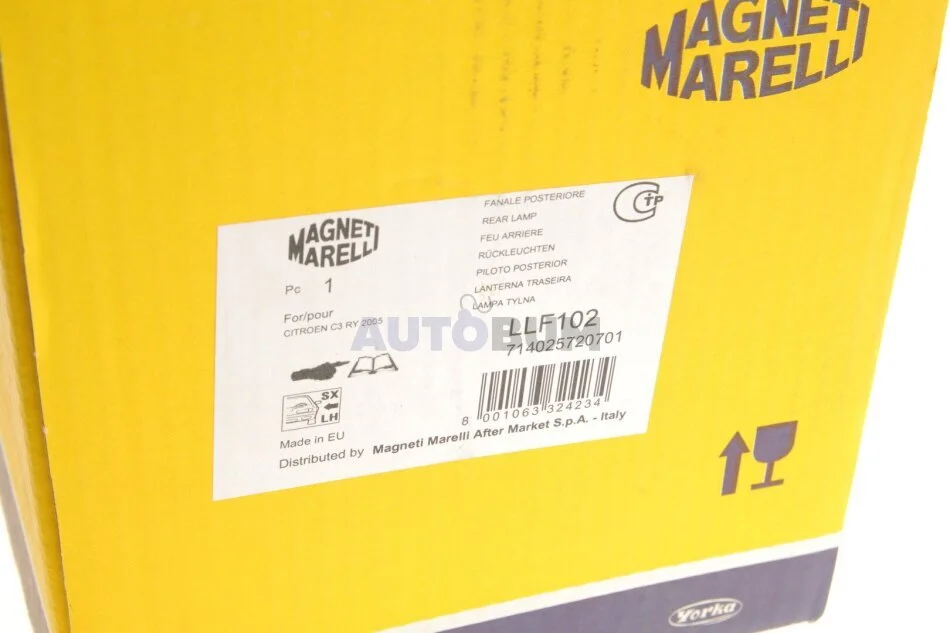 MAGNETI
MARELLI
MAGNETI
MARELLI
FANALE POSTERIORE
REAR LAMP
FEU ARRIERE
RÜCKLEUCHTEN
PILOTO POSTERIOR
LANTERNA TRASEIRA
LAMPA TYLNA
CTP
Pc 1
For/pour
CITROEN C3 RY 2005
AUTOBUM
LLF102
714025720701
SX
LH
8 001063 324234
Made in EU
Distributed by Magneti Marelli After Market S.p.A. - Italy
Yorka